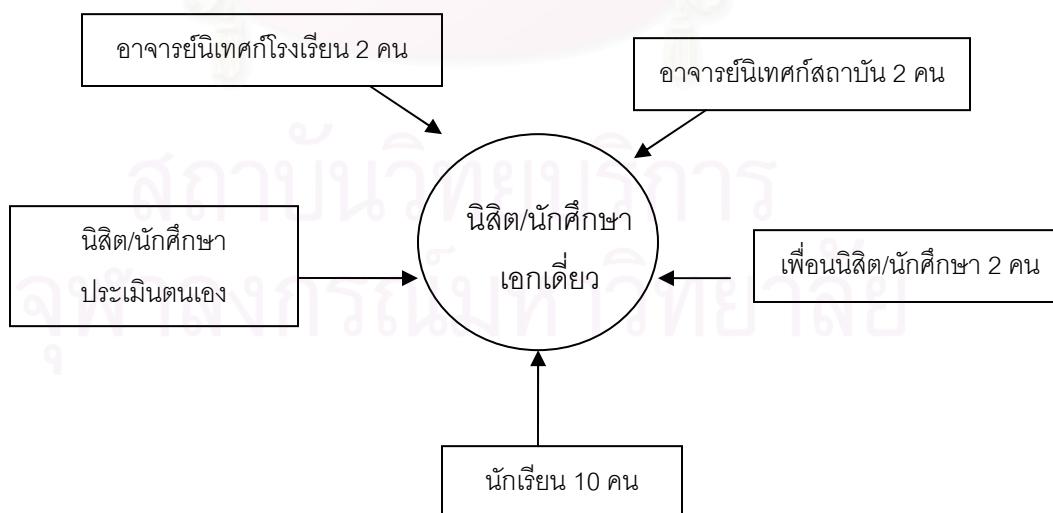 อาจารย์นิเทศก์โรงเรียน 2 คน
อาจารย์นิเทศก์สถาบัน 2 คน
นิสิต/นักศึกษา
เอกเดี่ยว
นิสิต/นักศึกษา
ประเมินตนเอง
เพื่อนนิสิต/นักศึกษา 2 คน
นักเรียน 10 คน
สถาบันวิทยบริการ
จุฬาลงกรณ์มหาวิทยาลัย